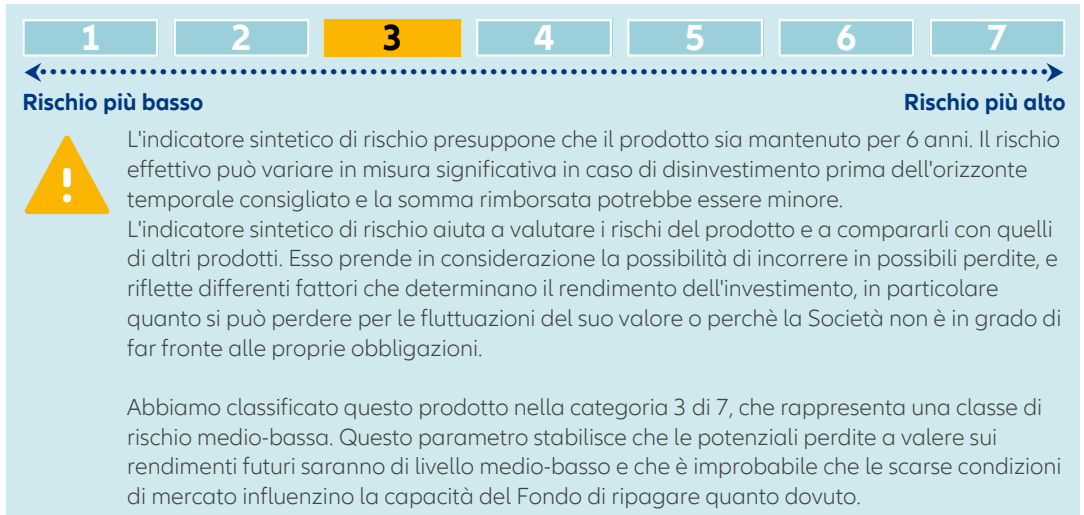 1 2 3 4 5 6 7
Rischio più basso Rischio più alto
L'indicatore sintetico di rischio presuppone che il prodotto sia mantenuto per 6 anni. Il rischio
effettivo può variare in misura significativa in caso di disinvestimento prima dell'orizzonte
temporale consigliato e la somma rimborsata potrebbe essere minore.
L'indicatore sintetico di rischio aiuta a valutare i rischi del prodotto e a compararli con quelli
di altri prodotti. Esso prende in considerazione la possibilità di incorrere in possibili perdite, e
riflette differenti fattori che determinano il rendimento dell'investimento, in particolare
quanto si può perdere per le fluttuazioni del suo valore o perchè la Società non è in grado di
far fronte alle proprie obbligazioni.
Abbiamo classificato questo prodotto nella categoria 3 di 7, che rappresenta una classe di
rischio medio-bassa. Questo parametro stabilisce che le potenziali perdite a valere sui
rendimenti futuri saranno di livello medio-basso e che è improbabile che le scarse condizioni
di mercato influenzino la capacità del Fondo di ripagare quanto dovuto.